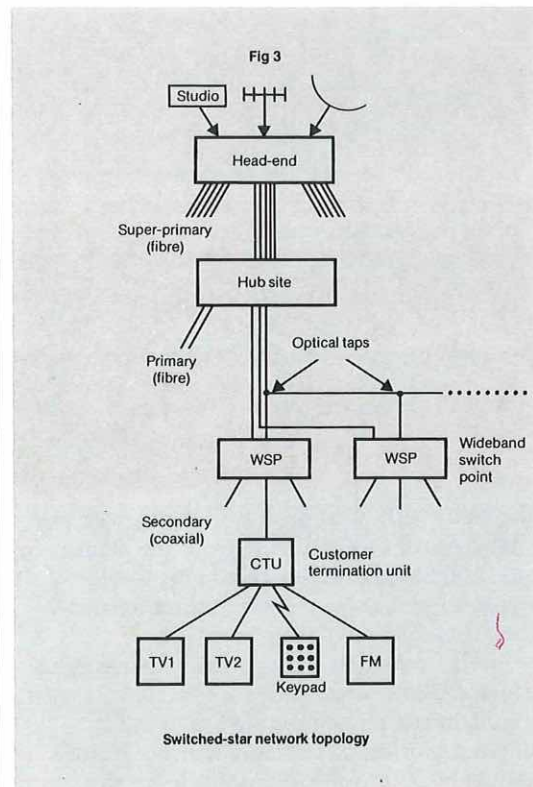 Fig 3
Studio
Head-end
Super-primary
(fibre)
Hub site
Primary
(fibre)
Optical taps
WSP
WSP
Wideband
switch
point
Secondary
(coaxial)
CTU
Customer
termination unit
TV1
TV2
Keypad
FM
Switched-star network topology